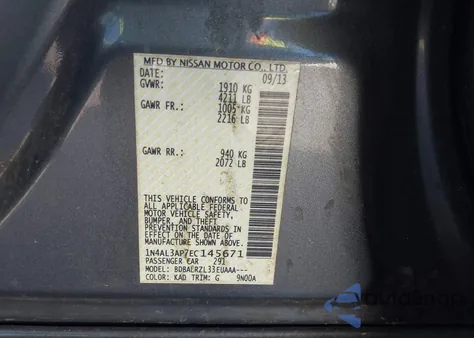 MFD BY NISSAN MOTOR CO., LTD.
DATE: 09/13
GVWR: 1910 KG
4211 LB
GAWR FR.: 1005 KG
2216 LB
GAWR RR.: 940 KG
2072 LB
THIS VEHICLE CONFORMS TO
ALL APPLICABLE FEDERAL
MOTOR VEHICLE SAFETY,
BUMPER, AND THEFT
PREVENTION STANDARDS IN
EFFECT ON THE DATE OF
MANUFACTURE SHOWN ABOVE.
1N4AL3AP7EC145671
PASSENGER CAR 291
MODEL: BDBALRZL33EUAAA---
COLOR: KAD TRIM: G 9N00A